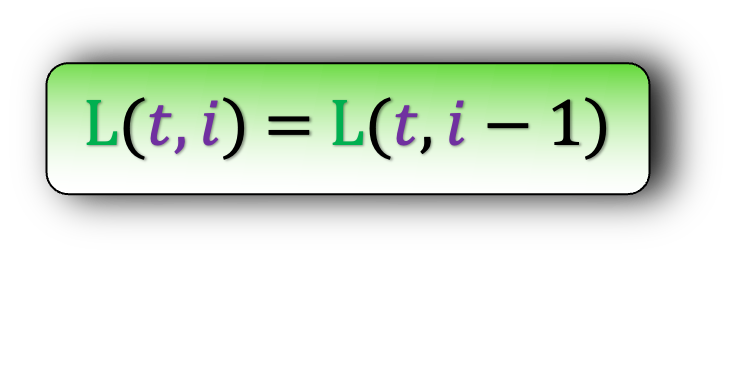 L(t, i) = L(t, i − 1)